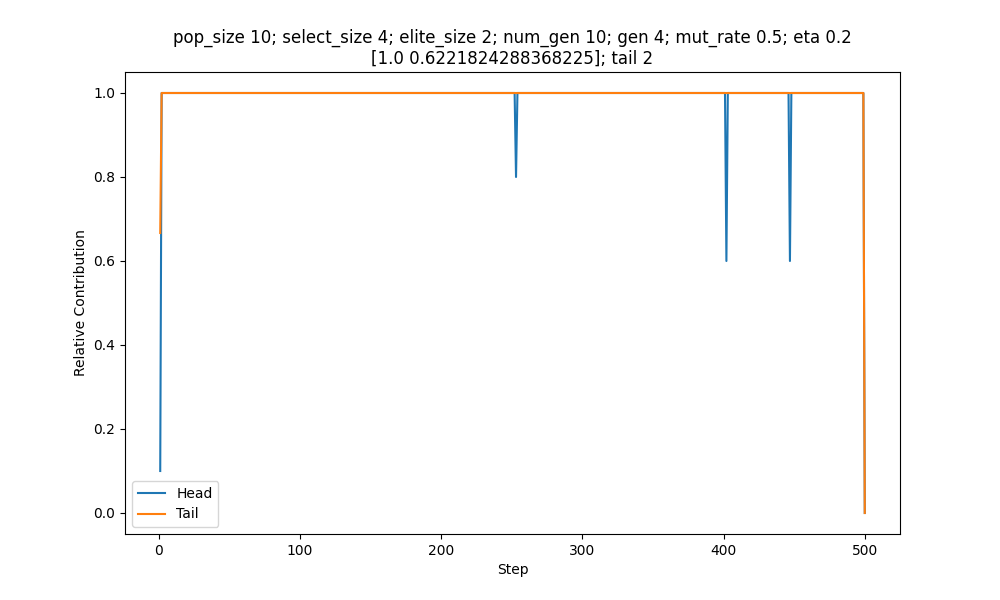 pop_size 10; select_size 4; elite_size 2; num_gen 10; gen 4; mut_rate 0.5; eta 0.2
[1.0 0.6221824288368225]; tail 2
1.0
0.8
0.6
0.4
0.2
0.0
Relative Contribution
Head
Tail
0
100
200
300
400
500
Step